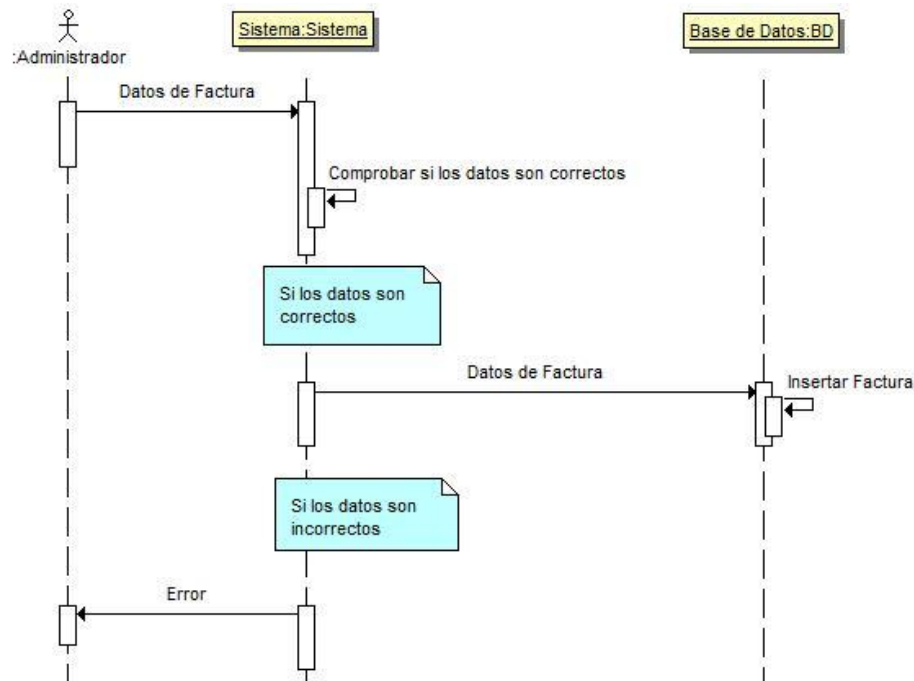 :Administrador
Sistema:Sistema
Base de Datos:BD
Datos de Factura
Comprobar si los datos son correctos
Si los datos son
correctos
Datos de Factura
Insertar Factura
Si los datos son
incorrectos
Error